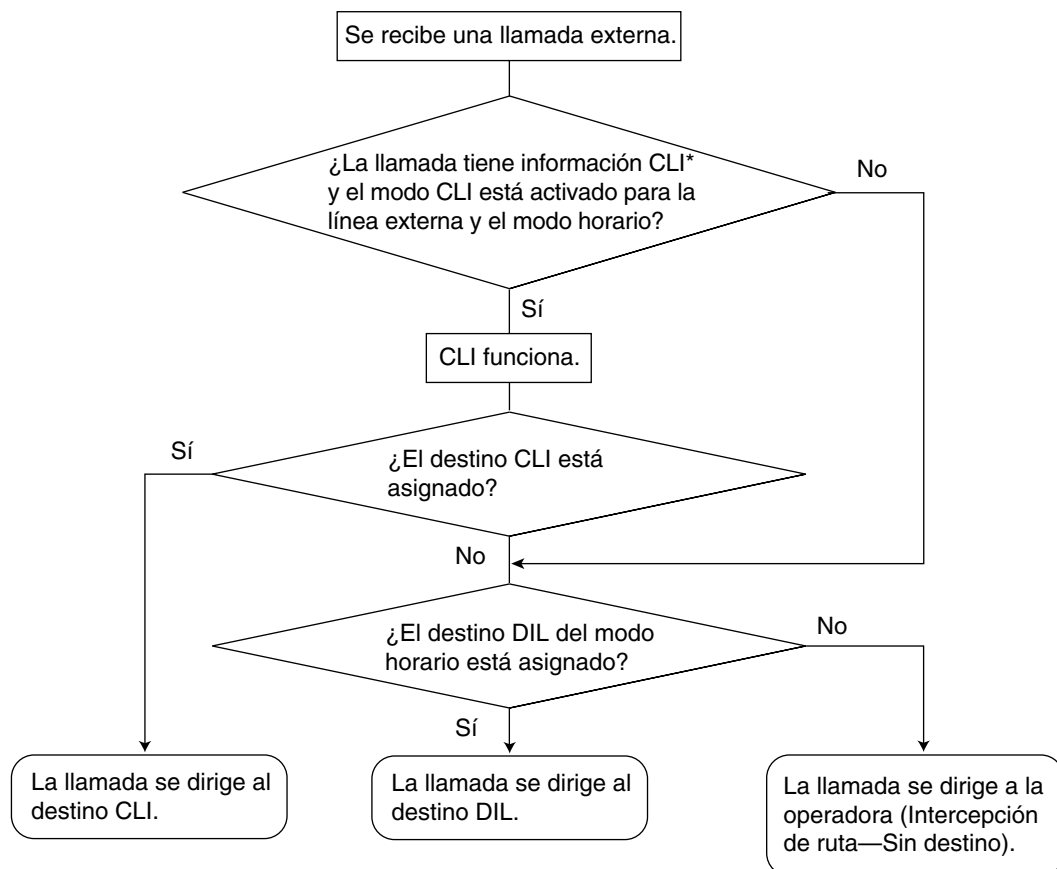 Se recibe una llamada externa.
¿La llamada tiene información CLI*
y el modo CLI está activado para la
línea externa y el modo horario?
No
Sí
CLI funciona.
Sí
¿El destino CLI está
asignado?
No
¿El destino DIL del modo
horario está asignado?
No
Sí
La llamada se dirige al
destino CLI.
La llamada se dirige al
destino DIL.
La llamada se dirige a la
operadora (Intercepción
de ruta—Sin destino).